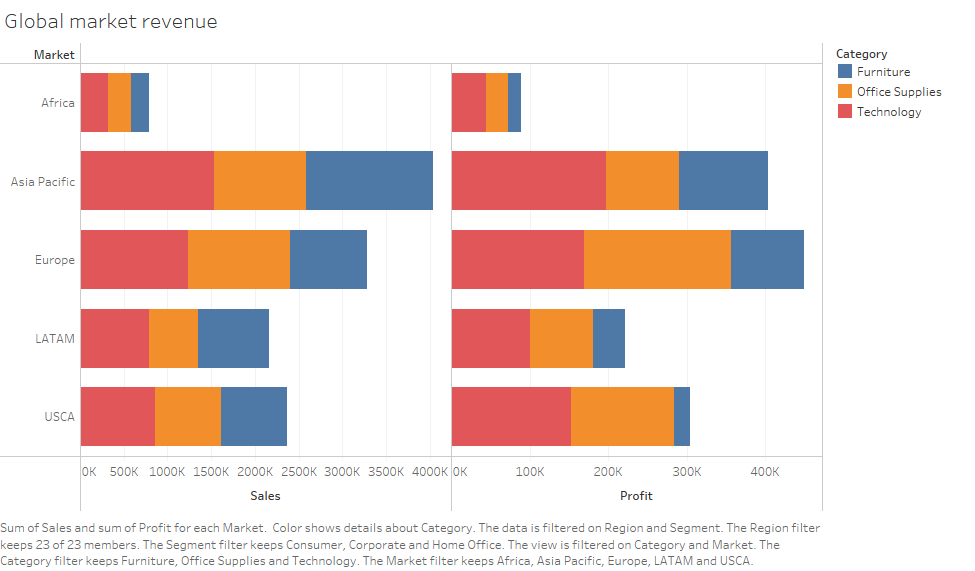 Global market revenue
Market
Category
Furniture
Office Supplies
Technology
Africa
Asia Pacific
Europe
LATAM
USCA
0K 500K 1000K 1500K 2000K 2500K 3000K 3500K 4000K 0K 100K 200K 300K 400K
Sales Profit
Sum of Sales and sum of Profit for each Market.  Color shows details about Category. The data is filtered on Region and Segment. The Region filter
keeps 23 of 23 members. The Segment filter keeps Consumer, Corporate and Home Office. The view is filtered on Category and Market. The
Category filter keeps Furniture, Office Supplies and Technology. The Market filter keeps Africa, Asia Pacific, Europe, LATAM and USCA.